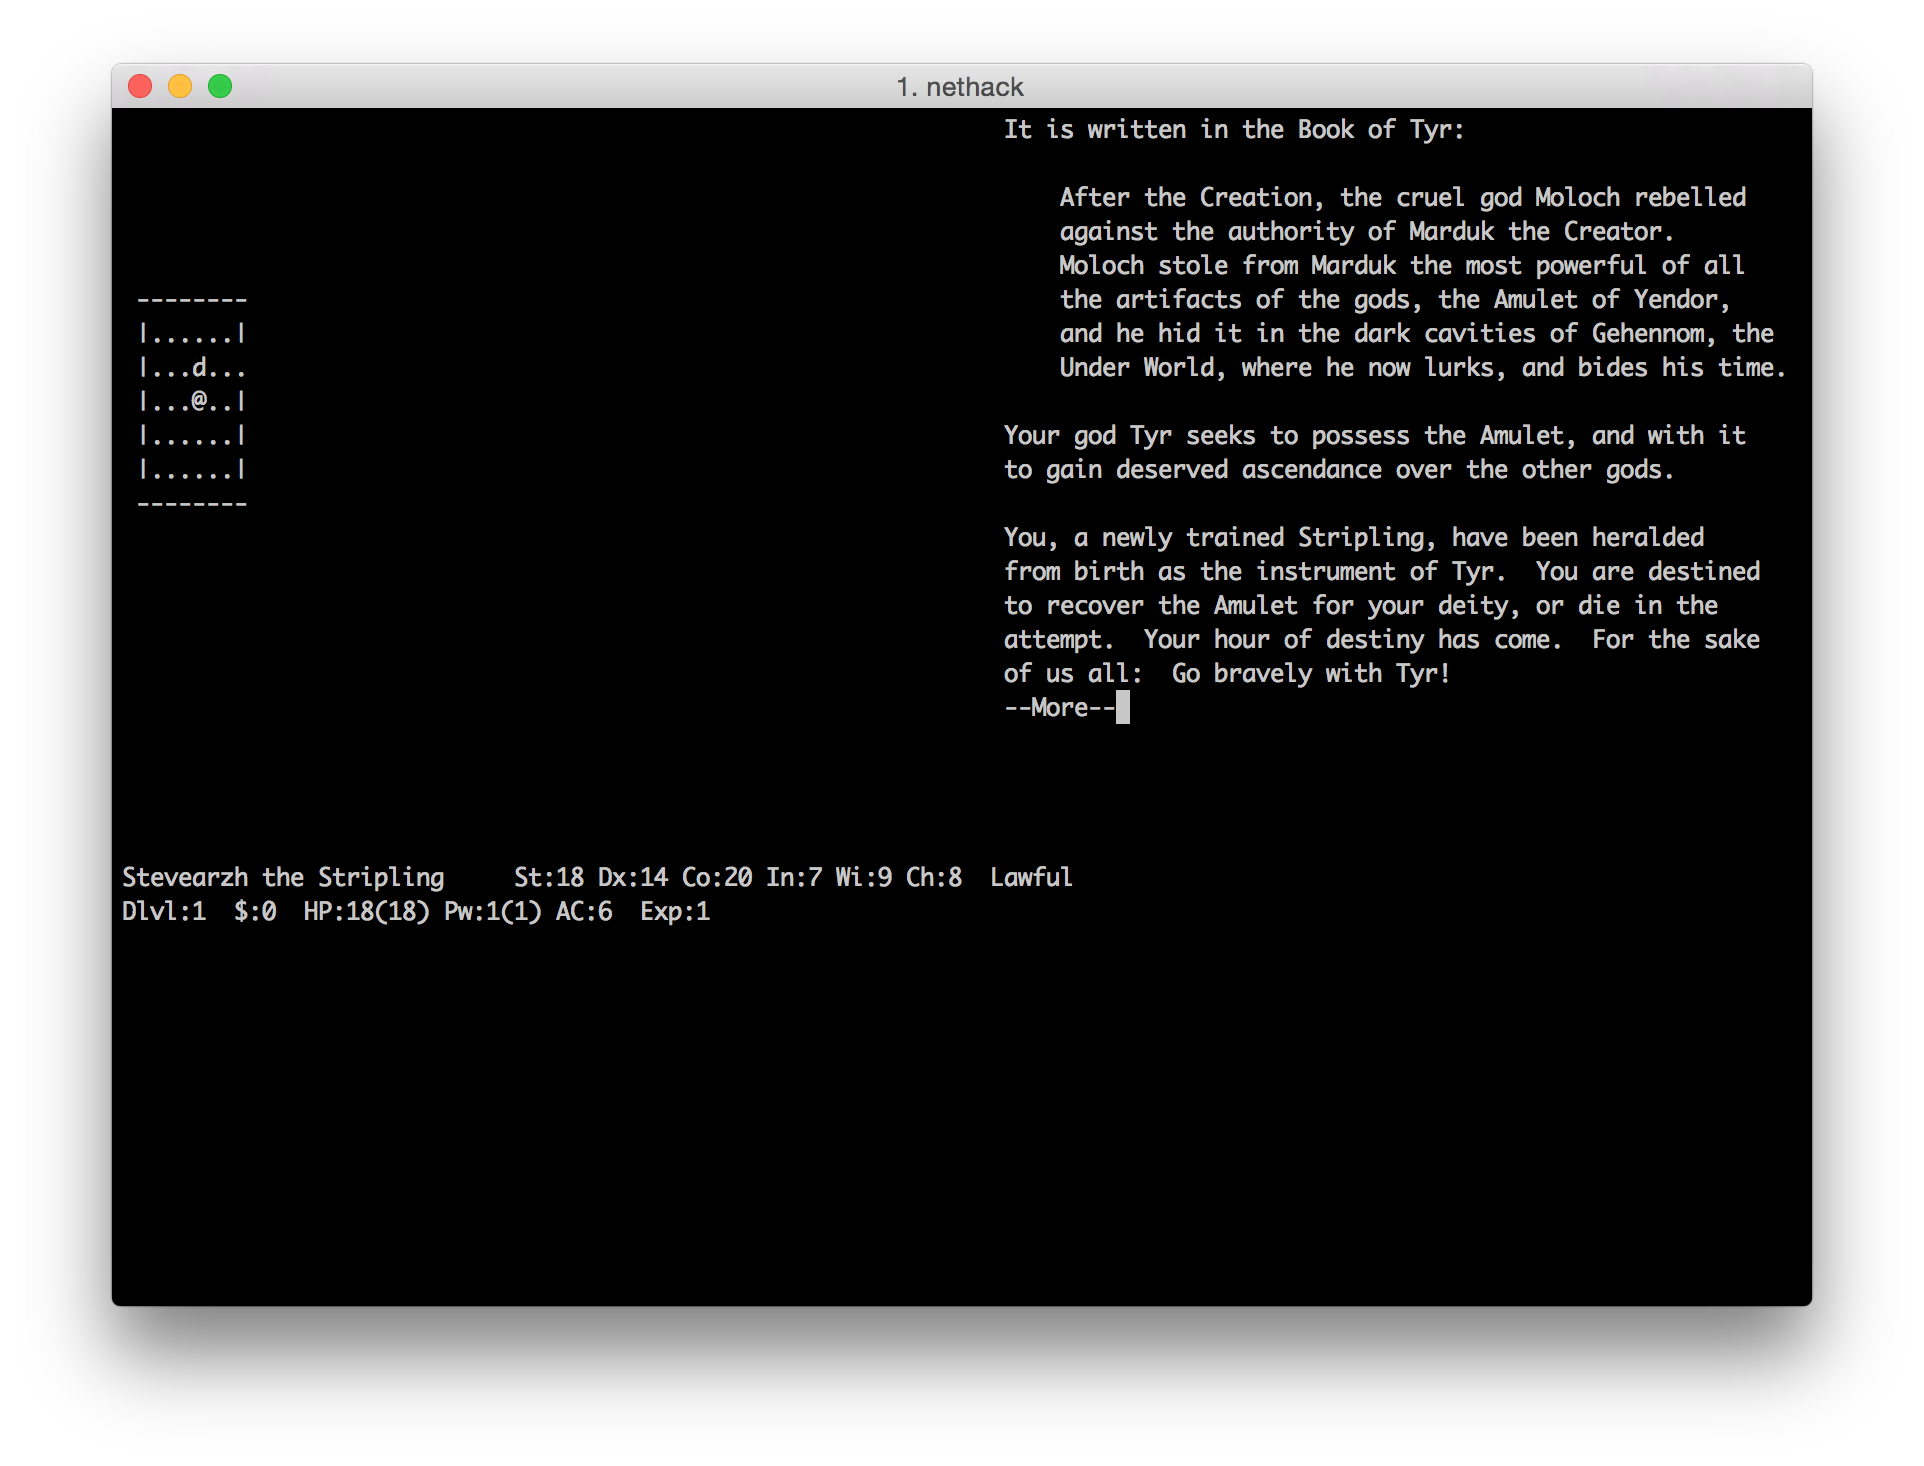 1. nethack
It is written in the Book of Tyr:
After the Creation, the cruel god Moloch rebelled
against the authority of Marduk the Creator.
Moloch stole from Marduk the most powerful of all
the artifacts of the gods, the Amulet of Yendor,
and he hid it in the dark cavities of Gehennom, the
Under World, where he now lurks, and bides his time.
Your god Tyr seeks to possess the Amulet, and with it
to gain deserved ascendance over the other gods.
You, a newly trained Stripling, have been heralded
from birth as the instrument of Tyr.  You are destined
to recover the Amulet for your deity, or die in the
attempt.  Your hour of destiny has come.  For the sake
of us all:  Go bravely with Tyr!
--More--
--------
|......|
|...d...
|...@..|
|......|
|......|
--------
Stevearzh the Stripling     St:18 Dx:14 Co:20 In:7 Wi:9 Ch:8  Lawful
Dlvl:1  $:0  HP:18(18) Pw:1(1) AC:6  Exp:1